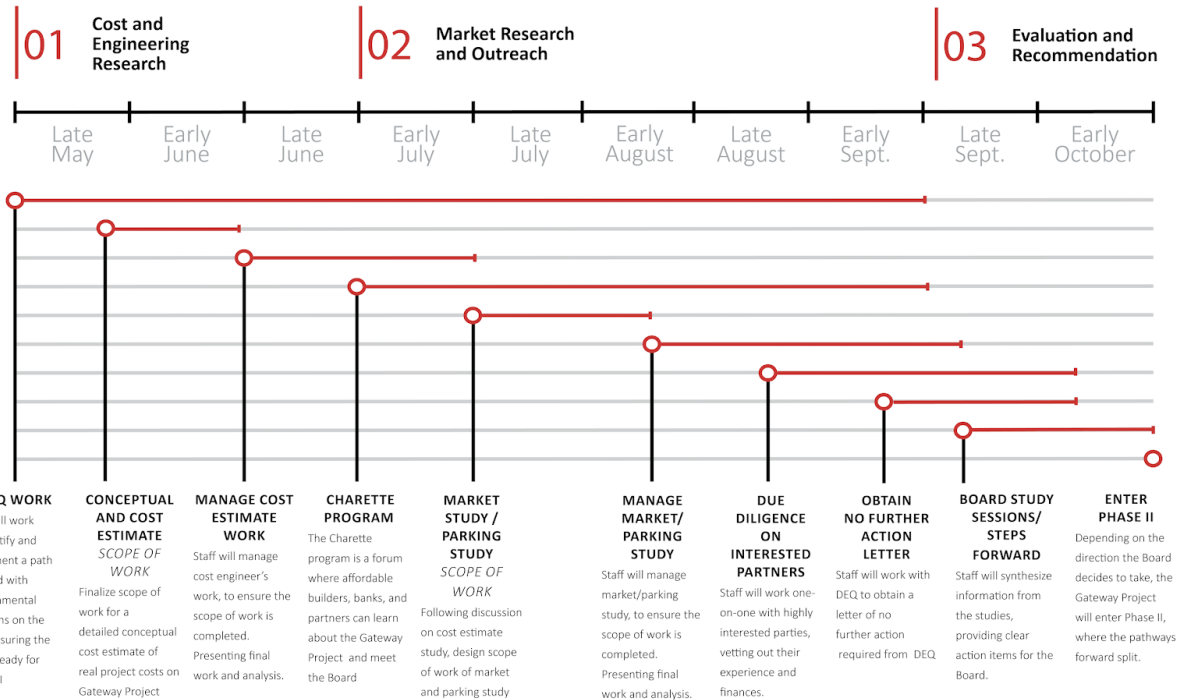 01
Cost and
Engineering
Research
02
Market Research
and Outreach
03
Evaluation and
Recommendation
Late
May
Early
June
Late
June
Early
July
Late
July
Early
August
Late
August
Early
Sept.
Late
Sept.
Early
October
Q WORK
work
and
a path
with
on the
the
for
CONCEPTUAL
AND COST
ESTIMATE
SCOPE OF
WORK
Finalize scope of
work for a
detailed conceptual
cost estimate of
real project costs on
Gateway Project
MANAGE COST
ESTIMATE
WORK
Staff will manage
cost engineer's
work, to ensure the
scope of work is
completed.
Presenting final
work and analysis.
CHARETTE
PROGRAM
The Charette
program is a forum
where affordable
builders, banks, and
partners can learn
about the Gateway
Project and meet
the Board
MARKET
STUDY /
PARKING
STUDY
SCOPE OF
WORK
Following discussion
on cost estimate
study, design scope
of work of market
and parking study
MANAGE
MARKET/
PARKING
STUDY
Staff will manage
market/parking
study, to ensure the
scope of work is
completed.
Presenting final
work and analysis.
DUE
DILIGENCE
ON
INTERESTED
PARTNERS
Staff will work one-
on-one with highly
interested parties,
vetting out their
experience and
finances.
OBTAIN
NO FURTHER
ACTION
LETTER
Staff will work with
DEQ to obtain a
letter of no
further action
required from DEQ
BOARD STUDY
SESSIONS/
STEPS
FORWARD
Staff will synthesize
information from
the studies,
providing clear
action items for the
Board.
ENTER
PHASE II
Depending on the
direction the Board
decides to take, the
Gateway Project
will enter Phase II,
where the pathways
forward split.